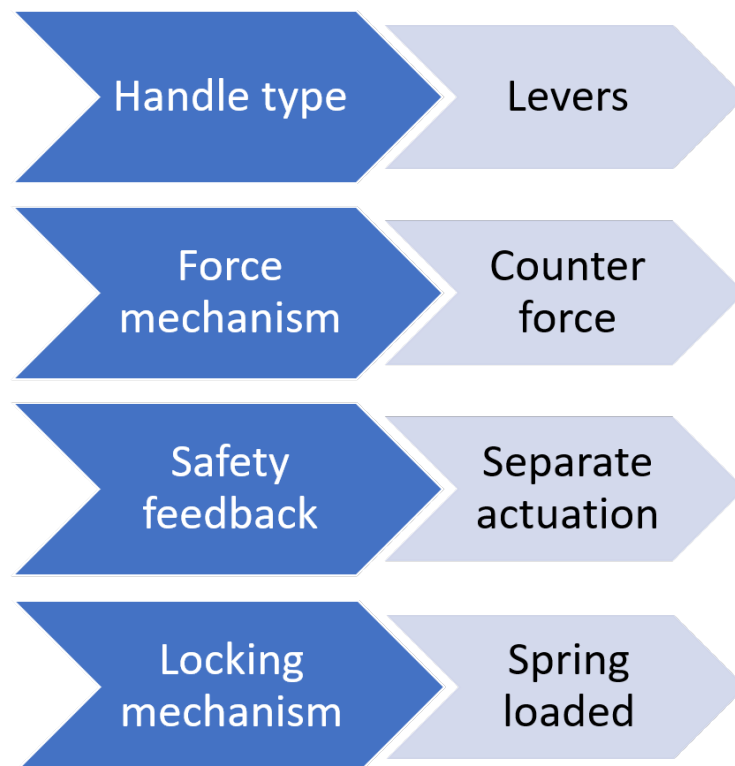 Handle type
Levers
Force
mechanism
Counter
force
Safety
feedback
Separate
actuation
Locking
mechanism
Spring
loaded